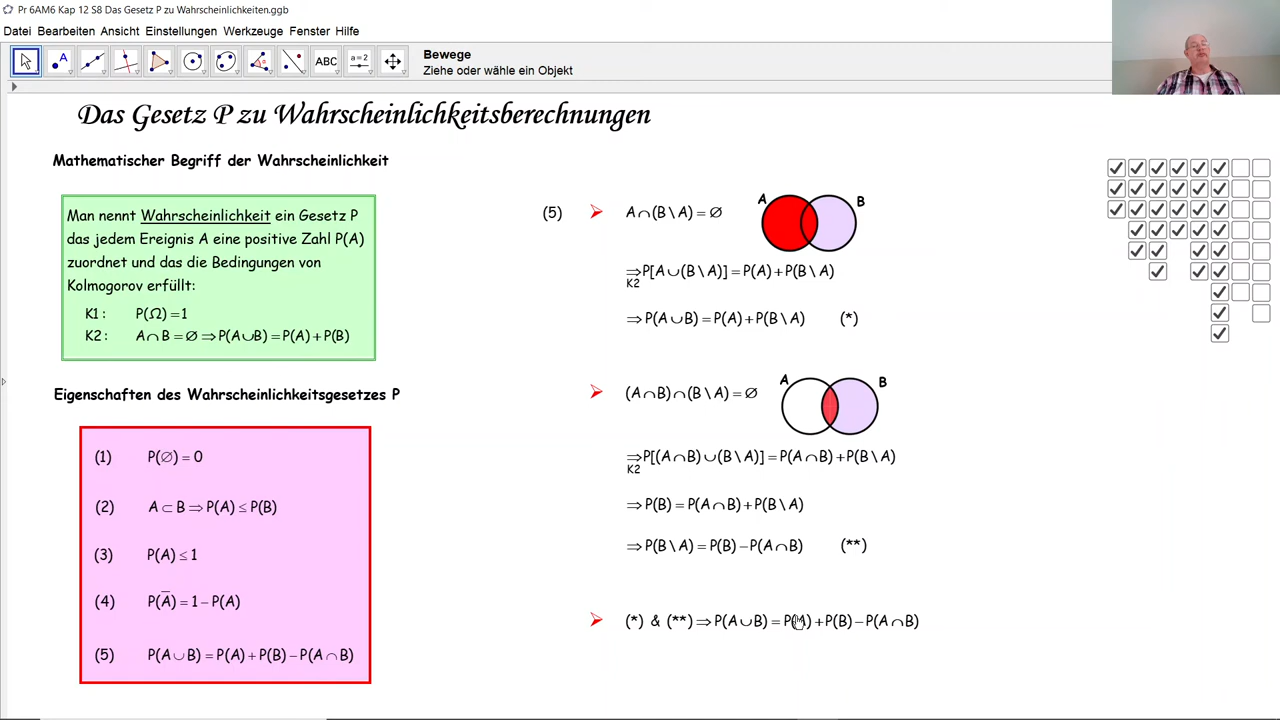 Pr 6AM6 Kap 12 S8 Das Gesetz P zu Wahrscheinlichkeiten.ggb
Datei Bearbeiten Ansicht Einstellungen Werkzeuge Fenster Hilfe
A
α
ABC
a=2
Bewege
Ziehe oder wähle ein Objekt
Das Gesetz P zu Wahrscheinlichkeitsberechnungen
Mathematischer Begriff der Wahrscheinlichkeit
Man nennt Wahrscheinlichkeit ein Gesetz P
das jedem Ereignis A eine positive Zahl P(A)
zuordnet und das die Bedingungen von
Kolmogorov erfüllt:
K1 : P(Ω) = 1
K2 : A ∩ B = ∅ ⇒ P(A∪B) = P(A) + P(B)
Eigenschaften des Wahrscheinlichkeitsgesetzes P
(1) P(∅) = 0
(2) A ⊂ B ⇒ P(A) ≤ P(B)
(3) P(A) ≤ 1
(4) P(A̅) = 1 − P(A)
(5) P(A ∪ B) = P(A) + P(B) − P(A ∩ B)
(5) ➢ A ∩ (B \ A) = ∅
A B
⇒ P[A ∪ (B \ A)] = P(A) + P(B \ A)
K2
⇒ P(A ∪ B) = P(A) + P(B \ A) (*)
➢ (A ∩ B) ∩ (B \ A) = ∅
A B
⇒ P[(A ∩ B) ∪ (B \ A)] = P(A ∩ B) + P(B \ A)
K2
⇒ P(B) = P(A ∩ B) + P(B \ A)
⇒ P(B \ A) = P(B) − P(A ∩ B) (**)
➢ (*) & (**) ⇒ P(A ∪ B) = P(A) + P(B) − P(A ∩ B)